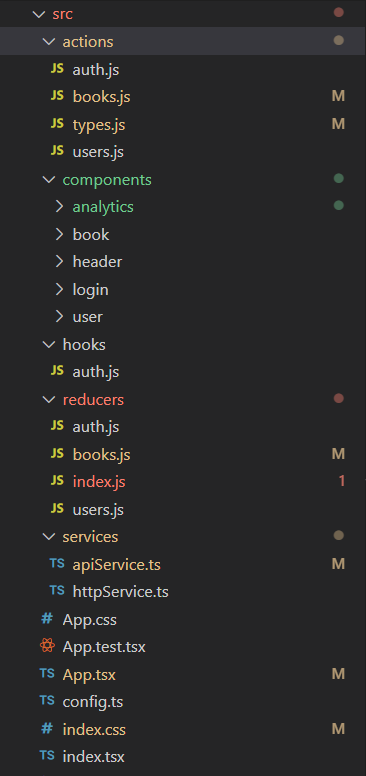 src
actions
JS auth.js
JS books.js M
JS types.js M
JS users.js
components
analytics
book
header
login
user
hooks
JS auth.js
reducers
JS auth.js
JS books.js M
JS index.js 1
JS users.js
services
TS apiService.ts M
TS httpService.ts
# App.css
App.test.tsx
TS App.tsx M
TS config.ts
# index.css M
TS index.tsx